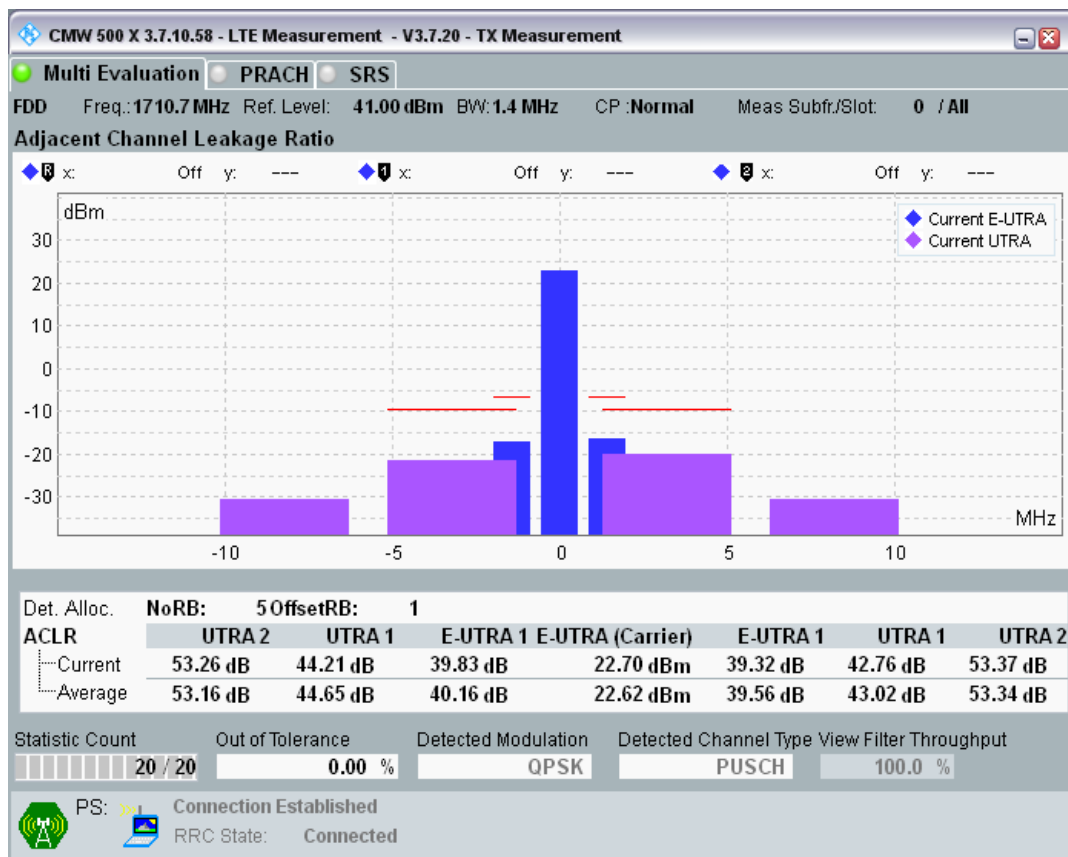 CMW 500 X 3.7.10.58 - LTE Measurement - V3.7.20 - TX Measurement
Multi Evaluation PRACH SRS
FDD Freq.: 1710.7 MHz Ref. Level: 41.00 dBm BW: 1.4 MHz CP : Normal Meas Subfr./Slot: 0 / All
Adjacent Channel Leakage Ratio
R x: Off y: --- 1 x: Off y: --- 2 x: Off y: ---
dBm
Current E-UTRA
Current UTRA
30
20
10
0
-10
-20
-30
MHz
-10 -5 0 5 10
Det. Alloc. NoRB: 5 OffsetRB: 1
ACLR UTRA 2 UTRA 1 E-UTRA 1 E-UTRA (Carrier) E-UTRA 1 UTRA 1 UTRA 2
Current 53.26 dB 44.21 dB 39.83 dB 22.70 dBm 39.32 dB 42.76 dB 53.37 dB
Average 53.16 dB 44.65 dB 40.16 dB 22.62 dBm 39.56 dB 43.02 dB 53.34 dB
Statistic Count Out of Tolerance Detected Modulation Detected Channel Type View Filter Throughput
20 / 20 0.00 % QPSK PUSCH 100.0 %
PS: Connection Established
RRC State: Connected